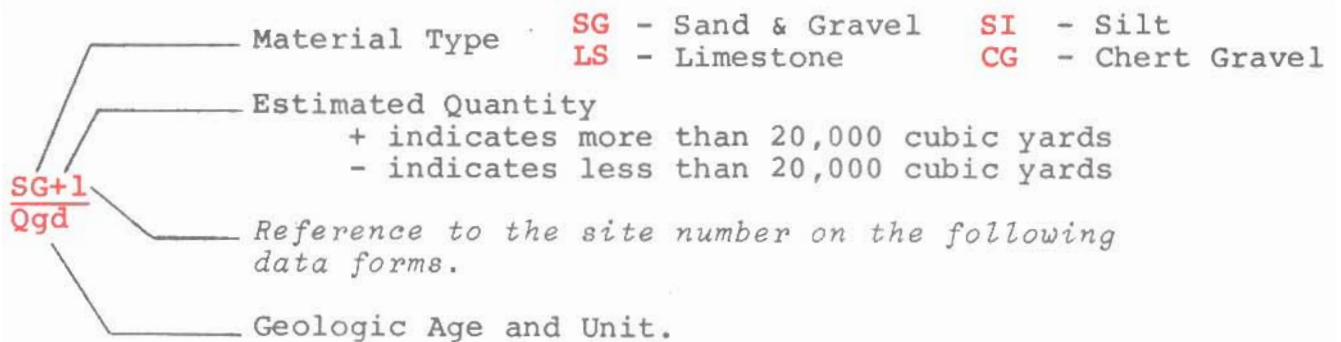 Material Type SG - Sand & Gravel SI - Silt
LS - Limestone CG - Chert Gravel
Estimated Quantity
+ indicates more than 20,000 cubic yards
- indicates less than 20,000 cubic yards
SG+1
Qgd
Reference to the site number on the following
data forms.
Geologic Age and Unit.